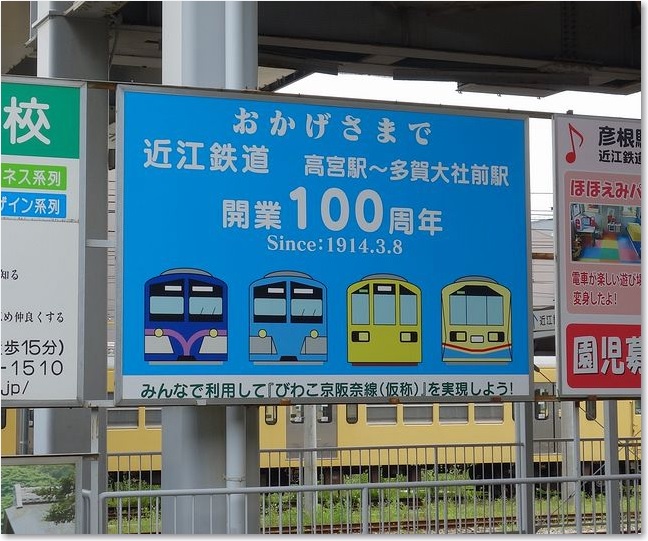 校
ネス系列
ザイン系列
知る
め仲良くする
歩15分)
-1510
.jp/
おかげさまで
近江鉄道 高宮駅～多賀大社前駅
開業100周年
Since:1914.3.8
みんなで利用して『びわこ京阪奈線(仮称)』を実現しよう!
彦根
近江鉄道
ほほえみパ
電車が楽しい遊び場
変身したよ!
園児募
近江